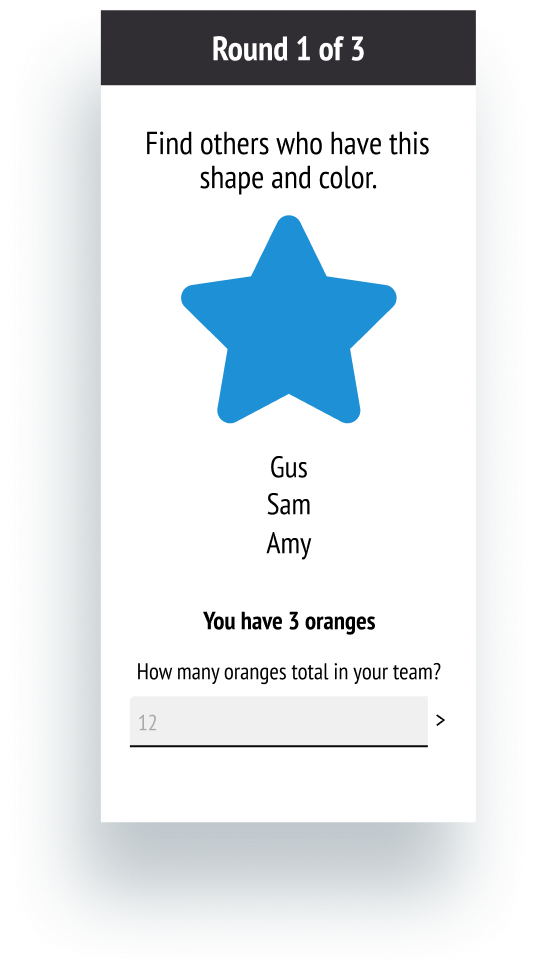 Round 1 of 3
Find others who have this
shape and color.
Gus
Sam
Amy
You have 3 oranges
How many oranges total in your team?
12 >